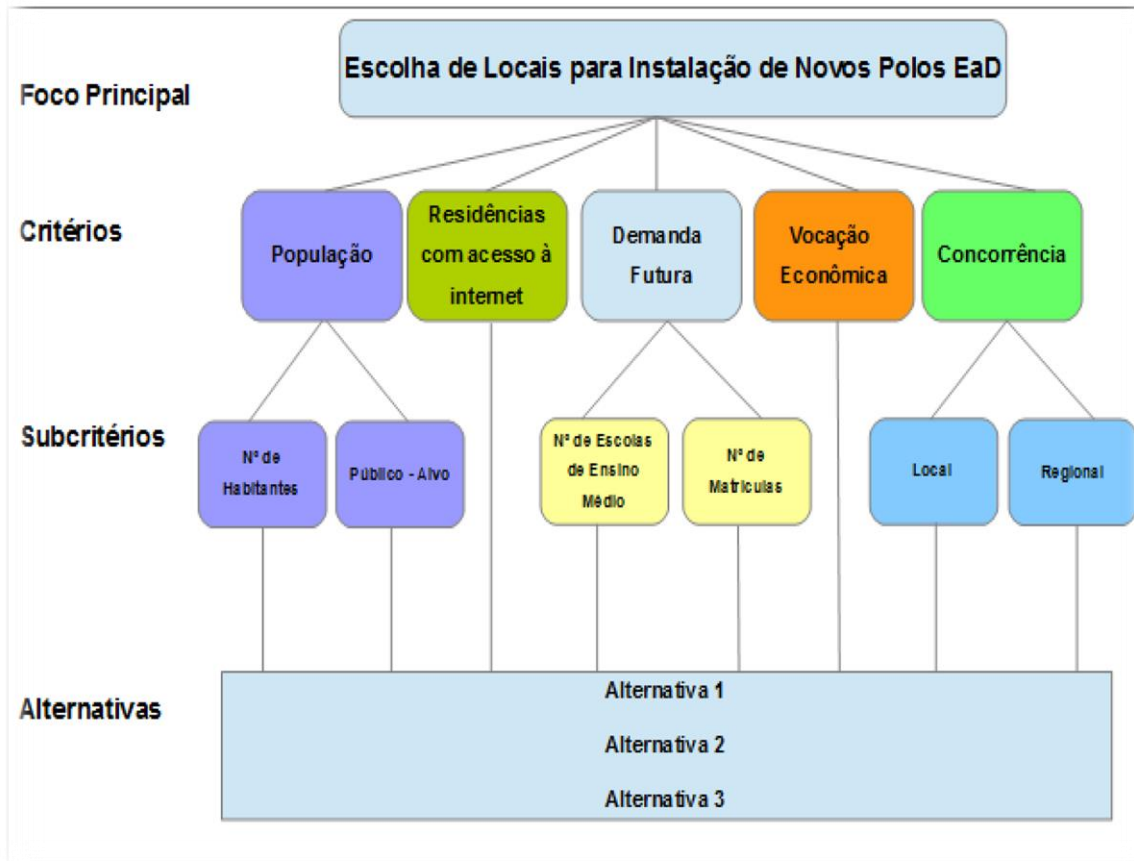 Escolha de Locais para Instalação de Novos Polos EaD
Foco Principal
Critérios
População
Residências
com acesso à
internet
Demanda
Futura
Vocação
Econômica
Concorrência
Subcritérios
Nº de
Habitantes
Público - Alvo
Nº de Escolas
de Ensino
Médio
Nº de
Matrículas
Local
Regional
Alternativas
Alternativa 1
Alternativa 2
Alternativa 3